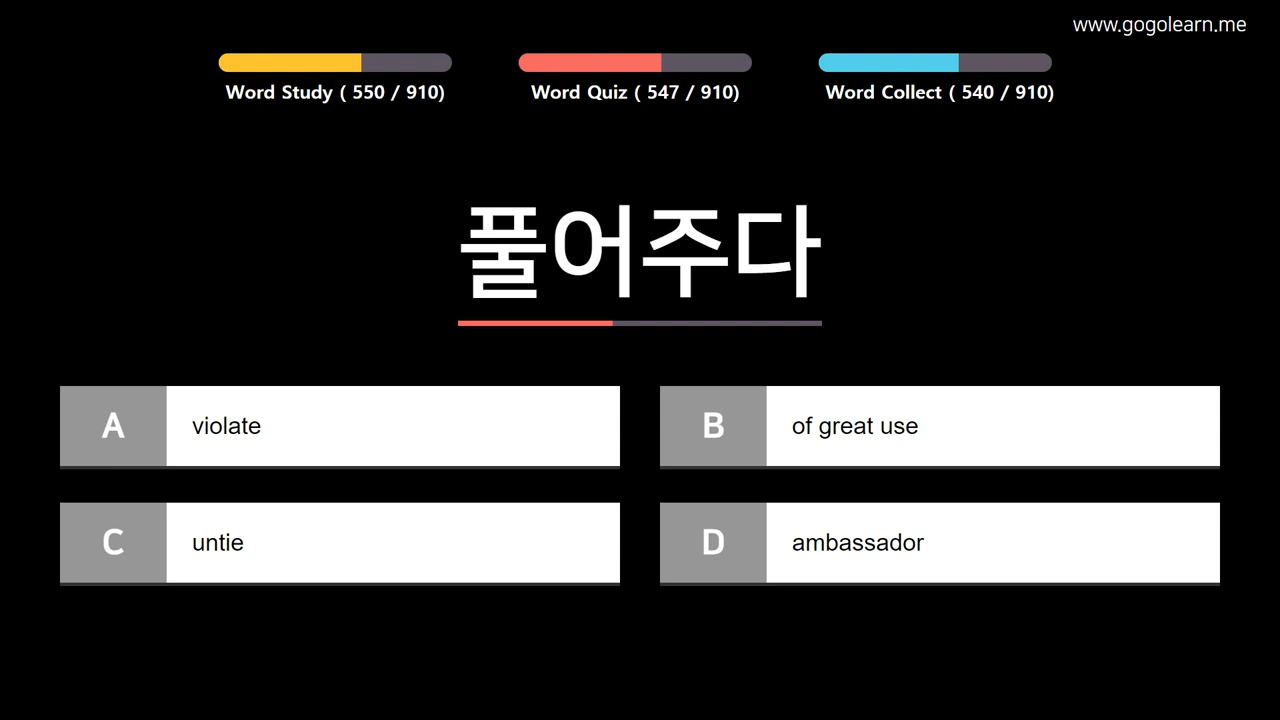 www.gogolearn.me
Word Study ( 550 / 910)
Word Quiz ( 547 / 910)
Word Collect ( 540 / 910)
풀어주다
A violate
B of great use
C untie
D ambassador